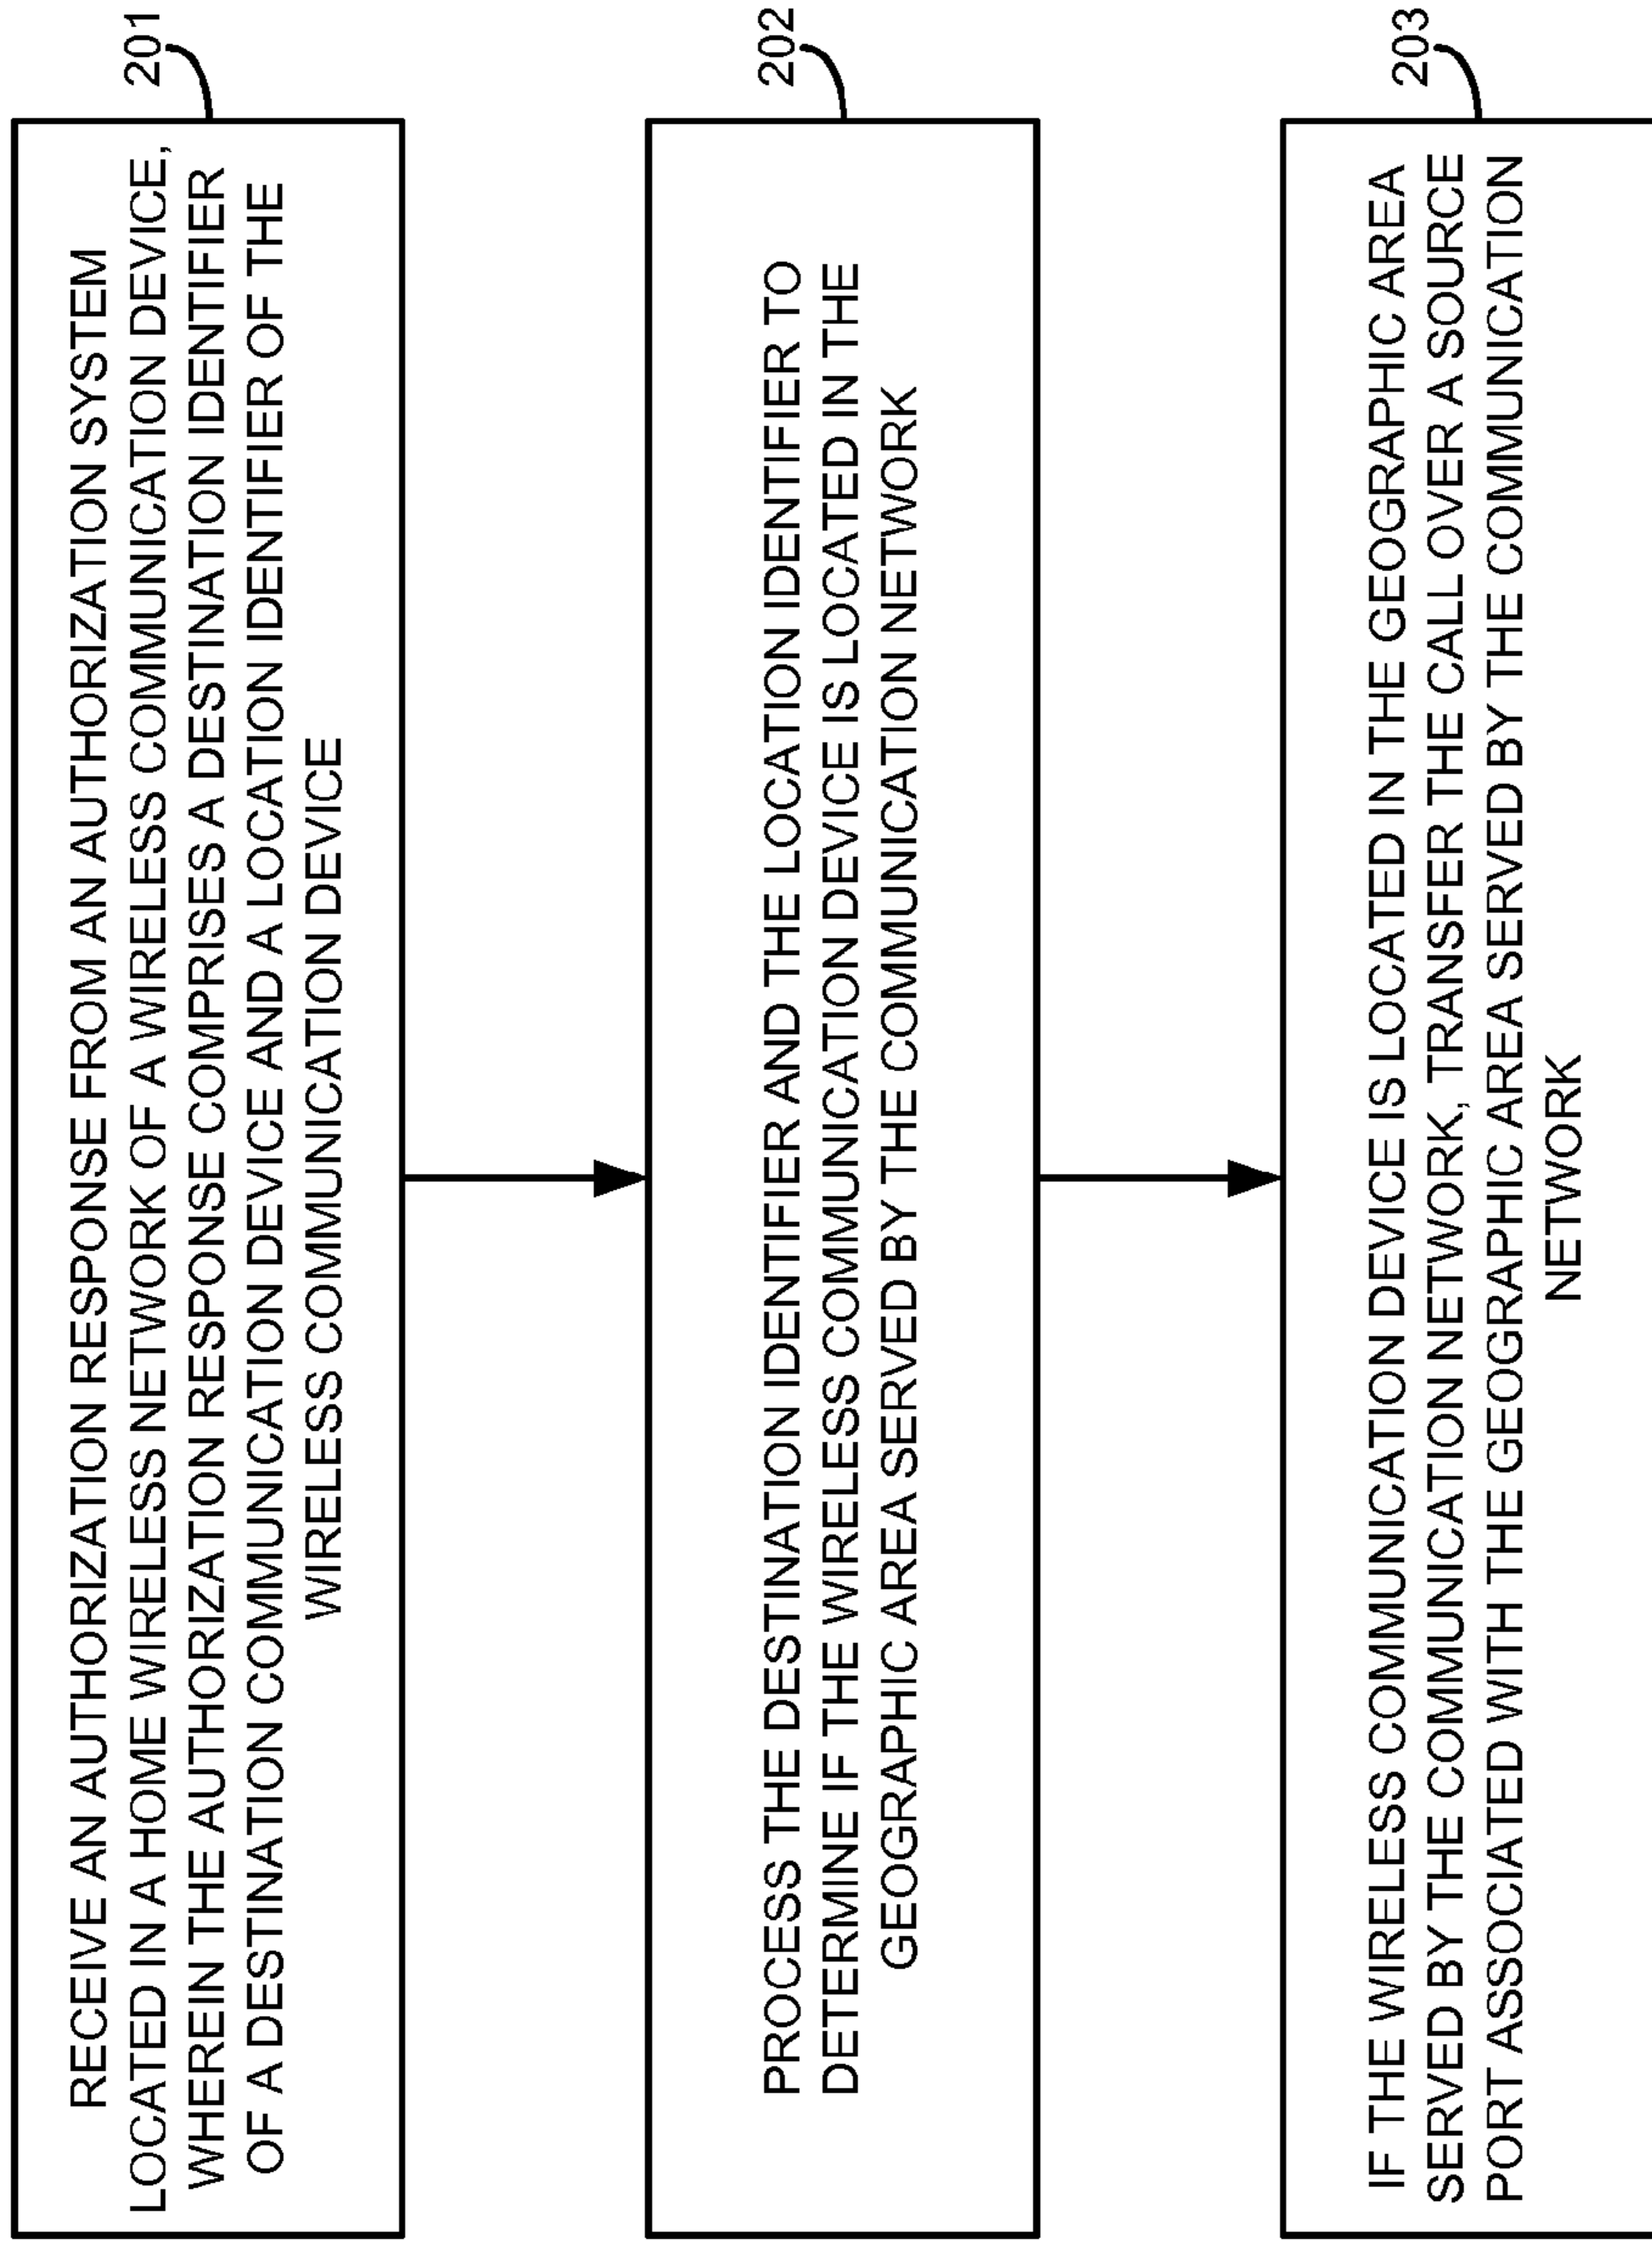 201
RECEIVE AN AUTHORIZATION RESPONSE FROM AN AUTHORIZATION SYSTEM
LOCATED IN A HOME WIRELESS NETWORK OF A WIRELESS COMMUNICATION DEVICE,
WHEREIN THE AUTHORIZATION RESPONSE COMPRISES A DESTINATION IDENTIFIER
OF A DESTINATION COMMUNICATION DEVICE AND A LOCATION IDENTIFIER OF THE
WIRELESS COMMUNICATION DEVICE
202
PROCESS THE DESTINATION IDENTIFIER AND THE LOCATION IDENTIFIER TO
DETERMINE IF THE WIRELESS COMMUNICATION DEVICE IS LOCATED IN THE
GEOGRAPHIC AREA SERVED BY THE COMMUNICATION NETWORK
203
IF THE WIRELESS COMMUNICATION DEVICE IS LOCATED IN THE GEOGRAPHIC AREA
SERVED BY THE COMMUNICATION NETWORK, TRANSFER THE CALL OVER A SOURCE
PORT ASSOCIATED WITH THE GEOGRAPHIC AREA SERVED BY THE COMMUNICATION
NETWORK